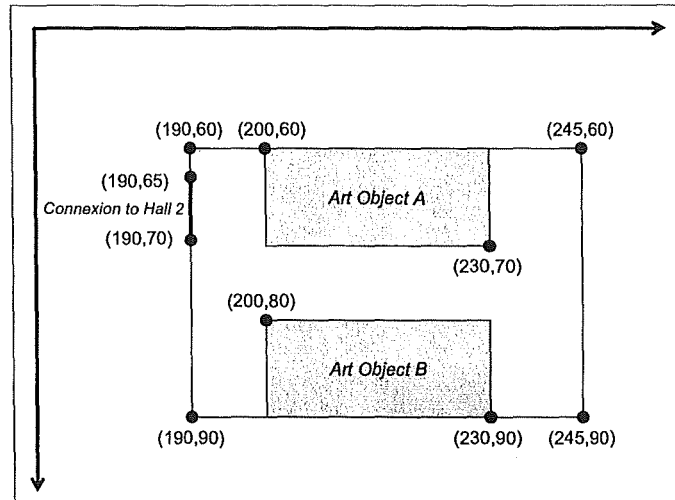 (190,60) (200,60) (245,60)
(190,65)
Connexion to Hall 2
Art Object A
(190,70)
(230,70)
(200,80)
Art Object B
(190,90) (230,90) (245,90)